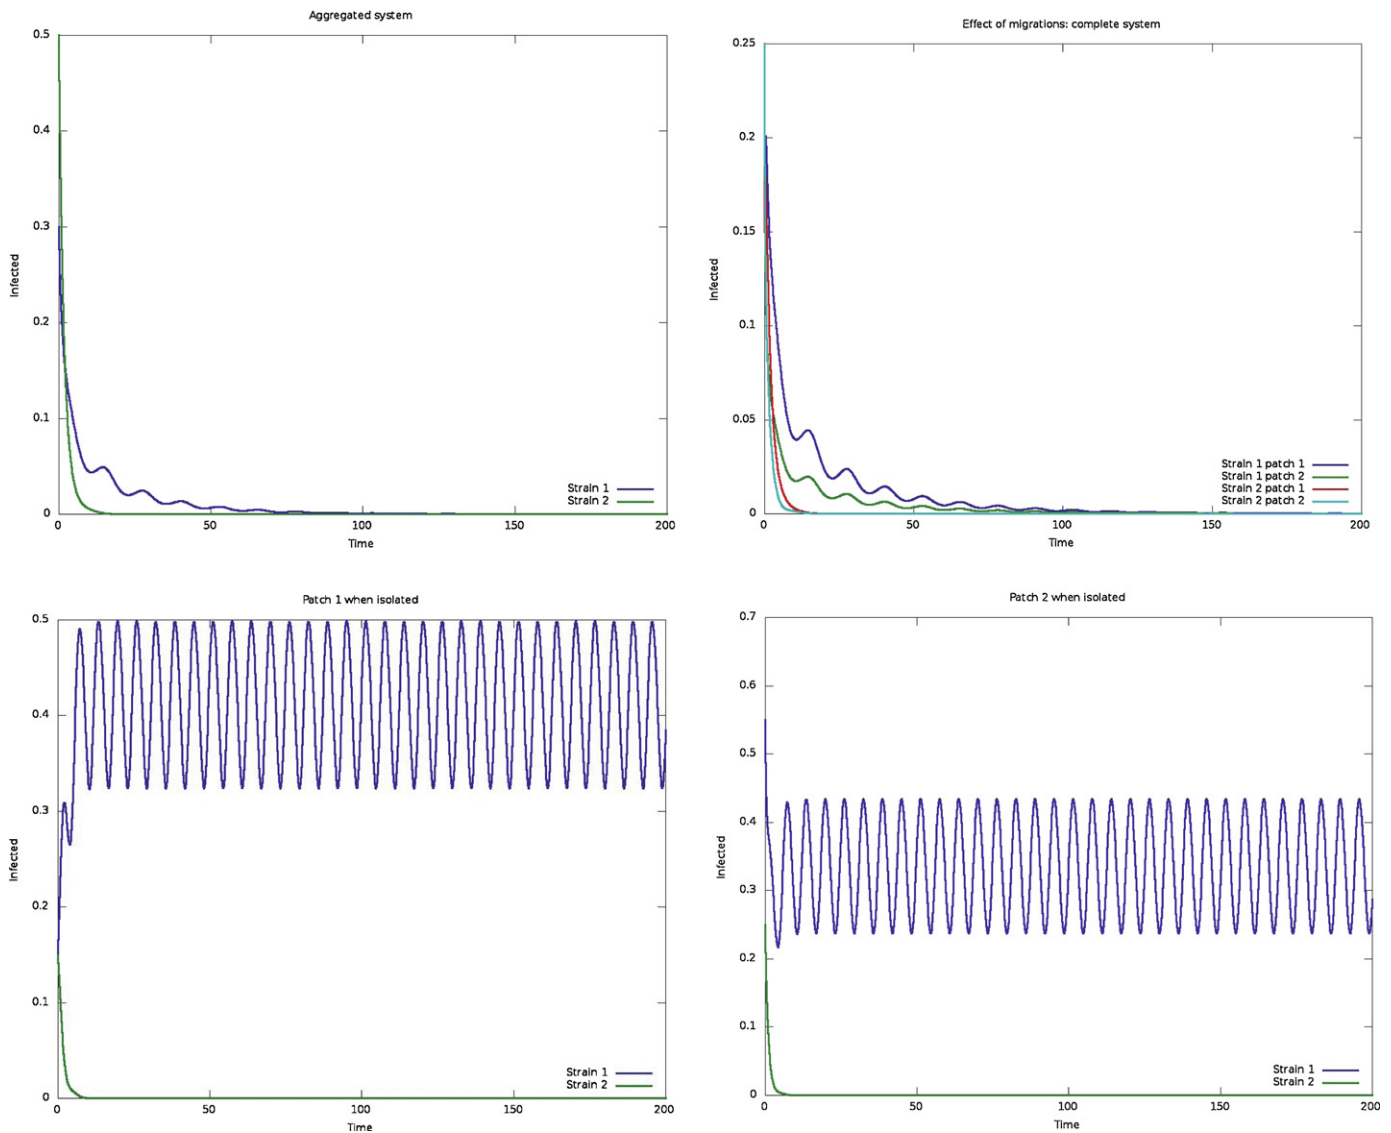 Aggregated system
0.5
0.4
0.3
0.2
0.1
0
Infected
Strain 1
Strain 2
0 50 100 150 200
Time
Effect of migrations: complete system
0.25
0.2
0.15
0.1
0.05
0
Infected
Strain 1 patch 1
Strain 1 patch 2
Strain 2 patch 1
Strain 2 patch 2
0 50 100 150 200
Time
Patch 1 when isolated
0.5
0.4
0.3
0.2
0.1
0
Infected
Strain 1
Strain 2
0 50 100 150 200
Time
Patch 2 when isolated
0.7
0.6
0.5
0.4
0.3
0.2
0.1
0
Infected
Strain 1
Strain 2
0 50 100 150 200
Time